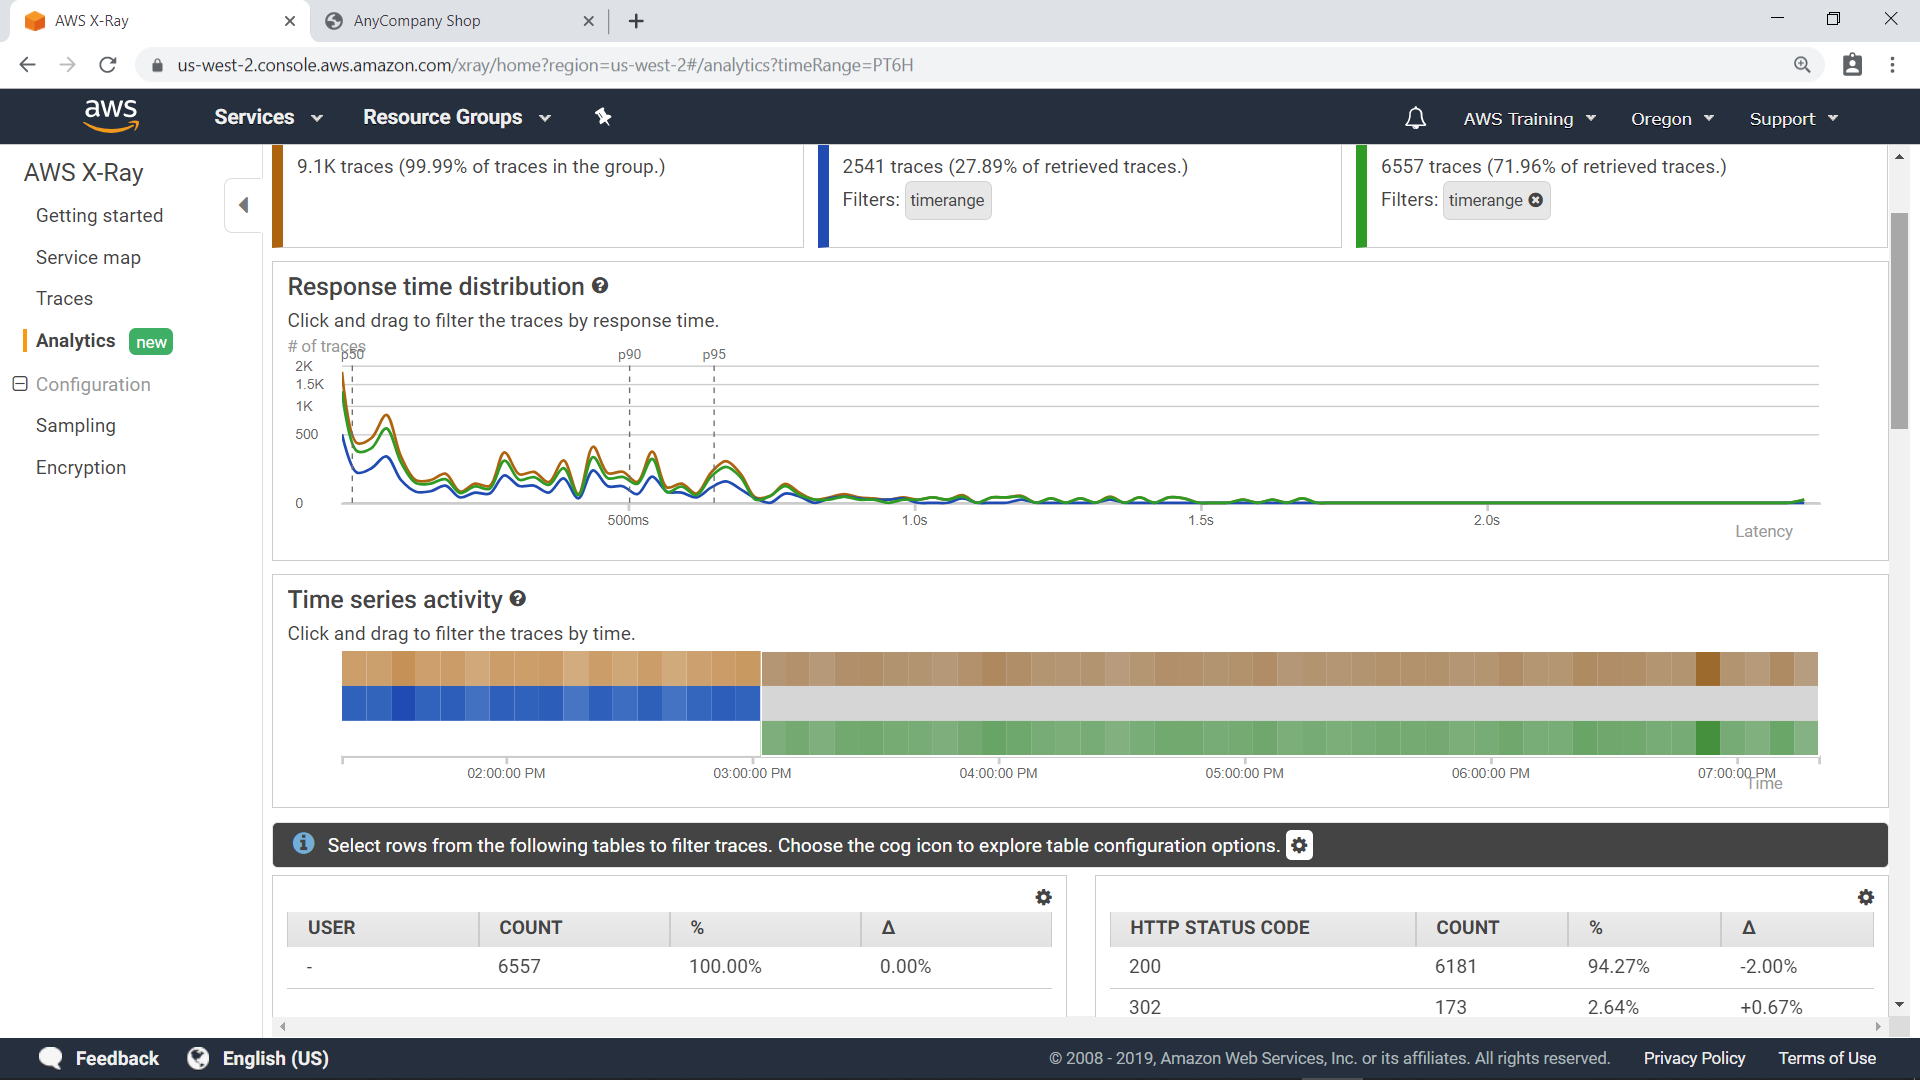 AWS X-Ray
AnyCompany Shop
us-west-2.console.aws.amazon.com/xray/home?region=us-west-2#/analytics?timeRange=PT6H
aws
Services
Resource Groups
AWS Training
Oregon
Support
AWS X-Ray
Getting started
Service map
Traces
Analytics new
Configuration
Sampling
Encryption
9.1K traces (99.99% of traces in the group.)
2541 traces (27.89% of retrieved traces.)
Filters: timerange
6557 traces (71.96% of retrieved traces.)
Filters: timerange
Response time distribution
Click and drag to filter the traces by response time.
# of traces
p50 p90 p95
2K
1.5K
1K
500
0
500ms 1.0s 1.5s 2.0s
Latency
Time series activity
Click and drag to filter the traces by time.
02:00:00 PM 03:00:00 PM 04:00:00 PM 05:00:00 PM 06:00:00 PM 07:00:00 PM
Time
Select rows from the following tables to filter traces. Choose the cog icon to explore table configuration options.
USER COUNT % Δ
- 6557 100.00% 0.00%
HTTP STATUS CODE COUNT % Δ
200 6181 94.27% -2.00%
302 173 2.64% +0.67%
Feedback
English (US)
© 2008 - 2019, Amazon Web Services, Inc. or its affiliates. All rights reserved.
Privacy Policy
Terms of Use